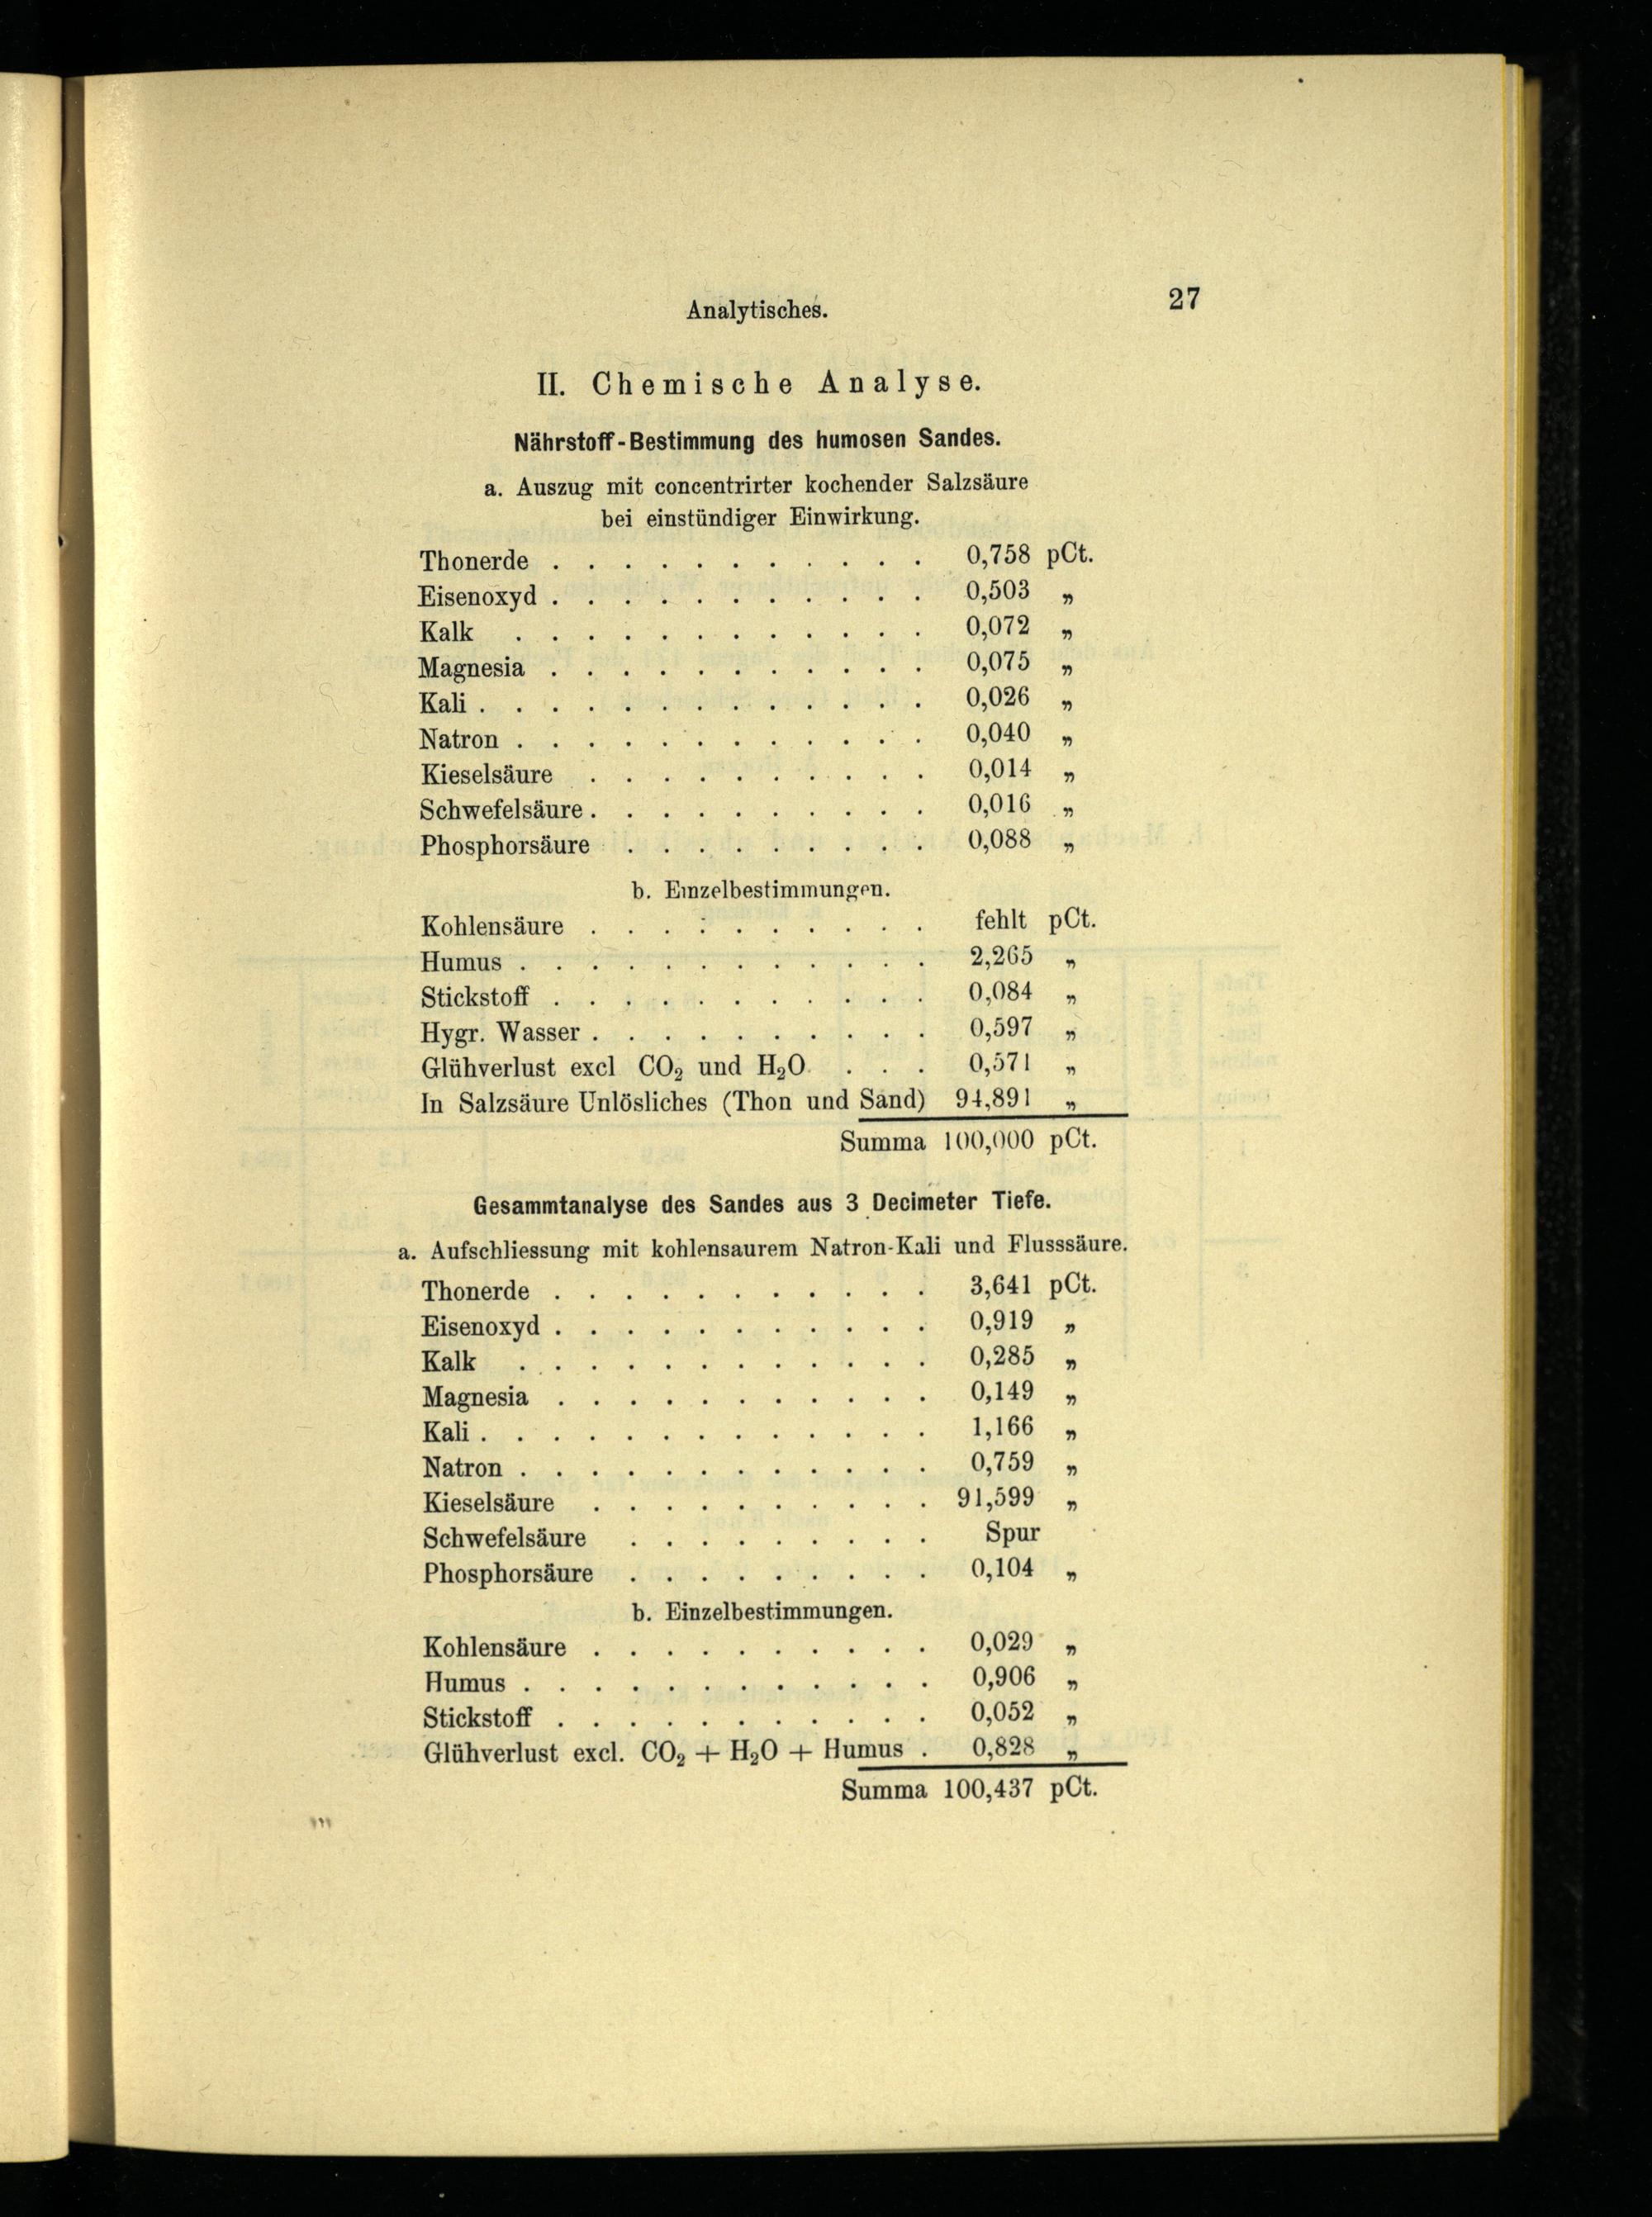 Analytisches. 27
II. Chemische Analyse.
Nährstoff-Bestimmung des humosen Sandes.
a. Auszug mit concentrirter kochender Salzsäure
bei einstündiger Einwirkung.
Thonerde . . . . . . . . . . . 0,758 pCt.
Eisenoxyd . . . . . . . . . . . 0,503 „
Kalk . . . . . . . . . . . . 0,072 „
Magnesia . . . . . . . . . . . 0,075 „
Kali . . . . . . . . . . . . . 0,026 „
Natron . . . . . . . . . . . . 0,040 „
Kieselsäure . . . . . . . . . . 0,014 „
Schwefelsäure . . . . . . . . . . 0,016 „
Phosphorsäure . . . . . . . . . 0,088 „
b. Einzelbestimmungen.
Kohlensäure . . . . . . . . . . fehlt pCt.
Humus . . . . . . . . . . . . 2,265 „
Stickstoff . . . . . . . . . . . 0,084 „
Hygr. Wasser . . . . . . . . . . 0,597 „
Glühverlust excl CO₂ und H₂O . . . 0,571 „
In Salzsäure Unlösliches (Thon und Sand) 94,891 „
Summa 100,000 pCt.
Gesammtanalyse des Sandes aus 3 Decimeter Tiefe.
a. Aufschliessung mit kohlensaurem Natron-Kali und Flusssäure.
Thonerde . . . . . . . . . . . 3,641 pCt.
Eisenoxyd . . . . . . . . . . . 0,919 „
Kalk . . . . . . . . . . . . 0,285 „
Magnesia . . . . . . . . . . . 0,149 „
Kali . . . . . . . . . . . . . 1,166 „
Natron . . . . . . . . . . . . 0,759 „
Kieselsäure . . . . . . . . . . 91,599 „
Schwefelsäure . . . . . . . . . Spur
Phosphorsäure . . . . . . . . . 0,104 „
b. Einzelbestimmungen.
Kohlensäure . . . . . . . . . . 0,029 „
Humus . . . . . . . . . . . . 0,906 „
Stickstoff . . . . . . . . . . . 0,052 „
Glühverlust excl. CO₂ + H₂O + Humus . 0,828 „
Summa 100,437 pCt.